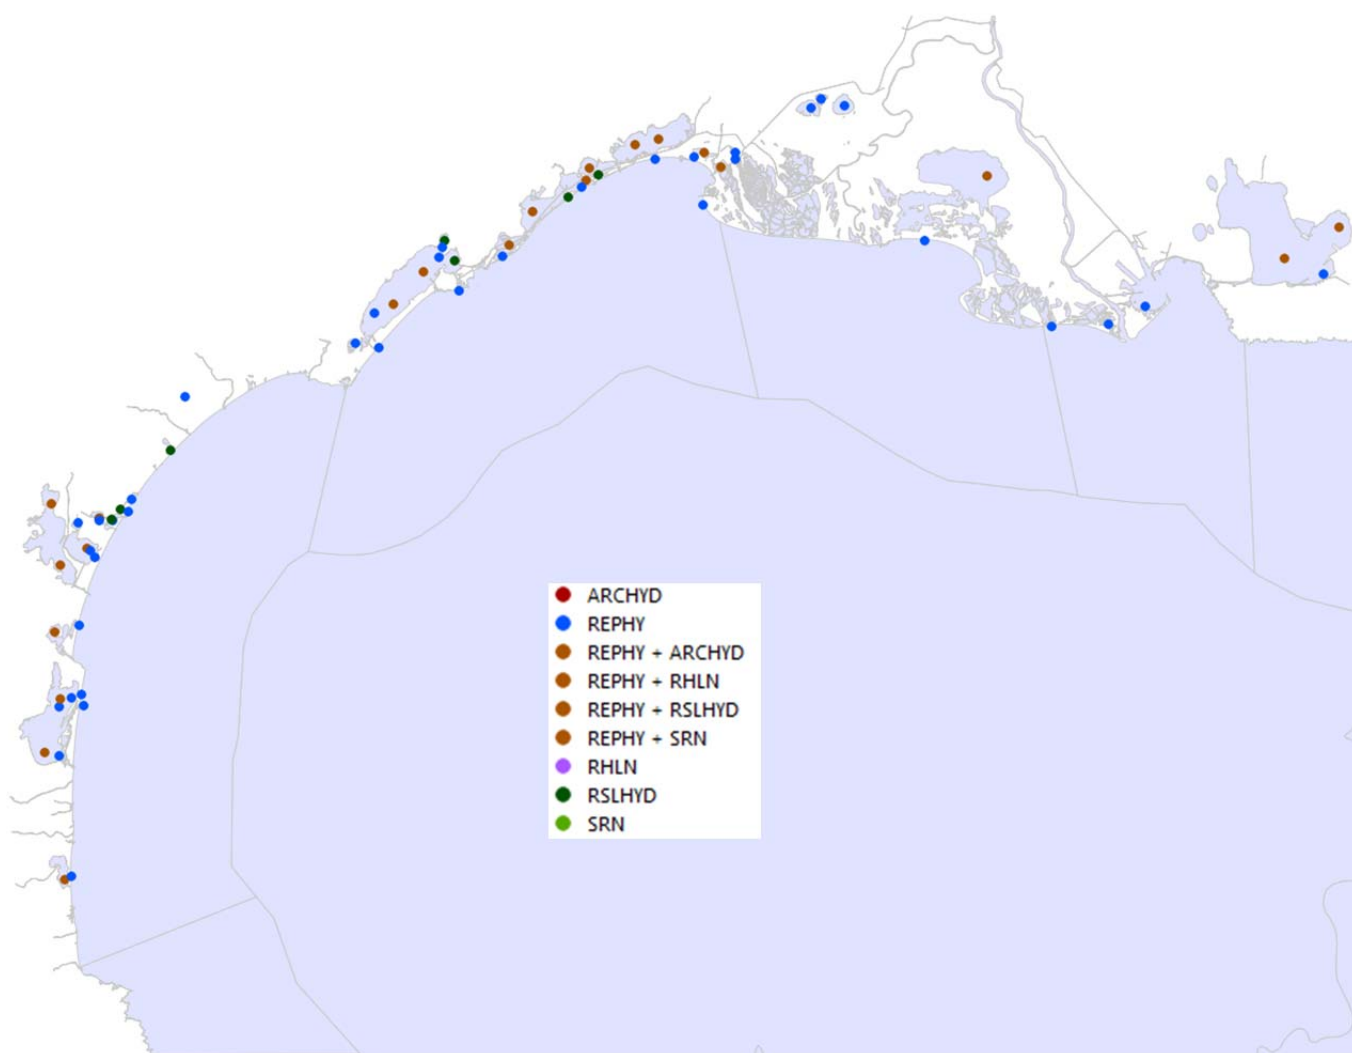 ARCHYD
REPHY
REPHY + ARCHYD
REPHY + RHLN
REPHY + RSLHYD
REPHY + SRN
RHLN
RSLHYD
SRN